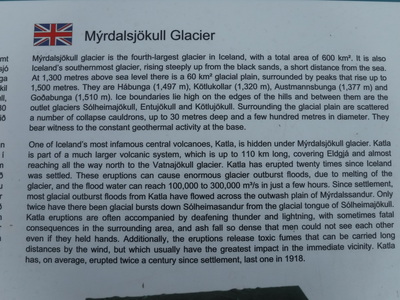 Mýrdalsjökull Glacier
Mýrdalsjökull glacier is the fourth-largest glacier in Iceland, with a total area of 600 km². It is also
Iceland's southernmost glacier, rising steeply up from the black sands, a short distance from the sea.
At 1,300 metres above sea level there is a 60 km² glacial plain, surrounded by peaks that rise up to
1,500 metres. They are Hábunga (1,497 m), Kötlukollar (1,320 m), Austmannsbunga (1,377 m) and
Goðabunga (1,510 m). Ice boundaries lie high on the edges of the hills and between them are the
outlet glaciers Sólheimajökull, Entujökull and Kötlujökull. Surrounding the glacial plain are scattered
a number of collapse cauldrons, up to 30 metres deep and a few hundred metres in diameter. They
bear witness to the constant geothermal activity at the base.
One of Iceland's most infamous central volcanoes, Katla, is hidden under Mýrdalsjökull glacier. Katla
is part of a much larger volcanic system, which is up to 110 km long, covering Eldgjá and almost
reaching all the way north to the Vatnajökull glacier. Katla has erupted twenty times since Iceland
was settled. These eruptions can cause enormous glacier outburst floods, due to melting of the
glacier, and the flood water can reach 100,000 to 300,000 m³/s in just a few hours. Since settlement,
most glacial outburst floods from Katla have flowed across the outwash plain of Mýrdalssandur. Only
twice have there been glacial bursts down Sólheimasandur from the glacial tongue of Sólheimajökull.
Katla eruptions are often accompanied by deafening thunder and lightning, with sometimes fatal
consequences in the surrounding area, and ash fall so dense that men could not see each other
even if they held hands. Additionally, the eruptions release toxic fumes that can be carried long
distances by the wind, but which usually have the greatest impact in the immediate vicinity. Katla
has, on average, erupted twice a century since settlement, last one in 1918.